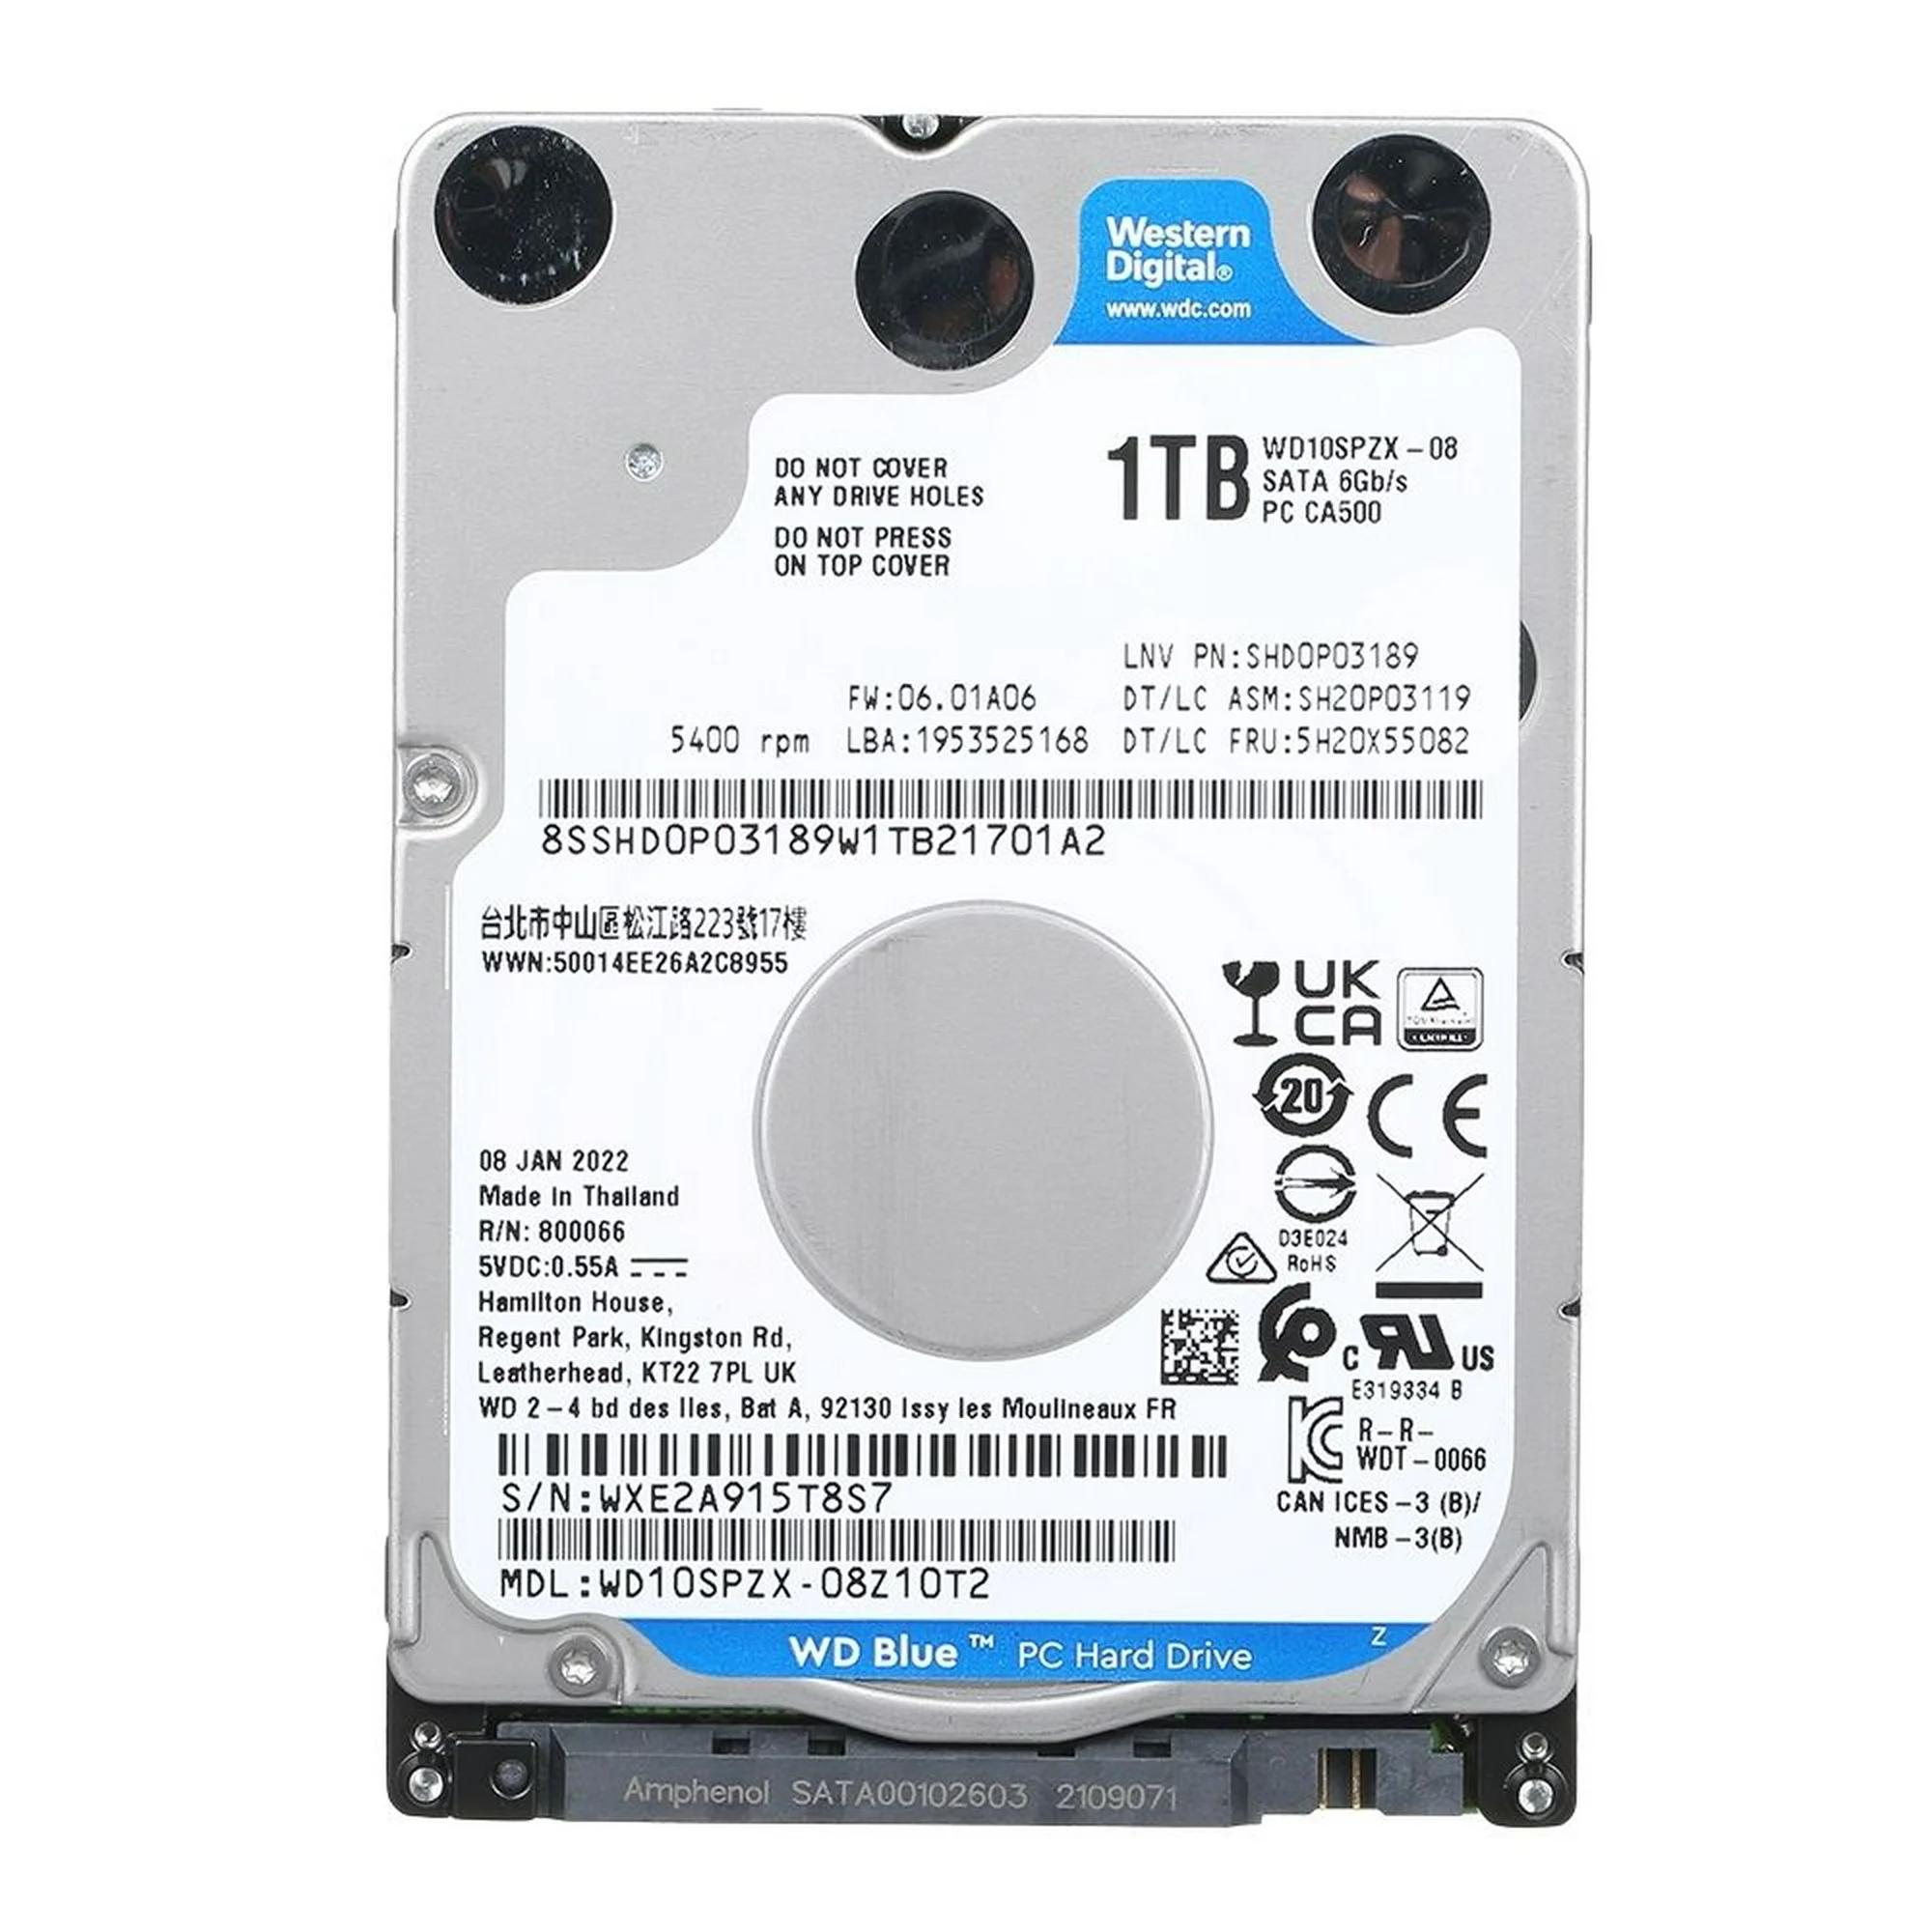 Western
Digital®
www.wdc.com
1TB
WD10SPZX-08
SATA 6Gb/s
PC CA500
DO NOT COVER
ANY DRIVE HOLES
DO NOT PRESS
ON TOP COVER
LNV PN:SHD0P03189
FW:06.01A06
DT/LC ASM:SH20P03119
5400 rpm
LBA:1953525168
DT/LC FRU:5H20X55082
8SSHD0P03189W1TB21701A2
台北市中山區松江路223號17樓
WWN:50014EE26A2C8955
UK
CA
20
CE
D3E024
RoHS
08 JAN 2022
Made in Thailand
R/N: 800066
5VDC:0.55A
Hamilton House,
Regent Park, Kingston Rd,
Leatherhead, KT22 7PL UK
WD 2-4 bd des Iles, Bat A, 92130 Issy les Moulineaux FR
C RU US
E319334 B
KC
R-R-
WDT-0066
S/N:WXE2A915T8S7
CAN ICES-3 (B)/
NMB-3(B)
MDL:WD10SPZX-08Z10T2
WD Blue™ PC Hard Drive
Z
Amphenol SATA00102603 2109071